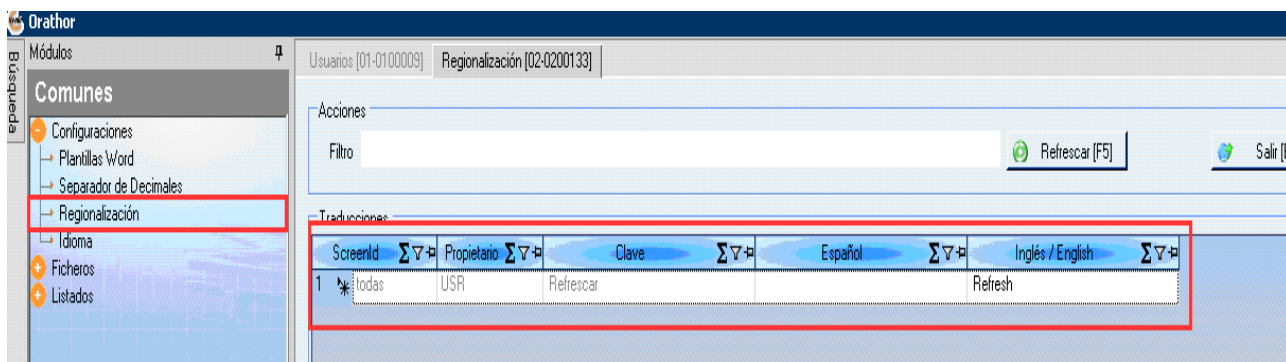 Orathor
Búsqueda
Módulos
Comunes
Configuraciones
Plantillas Word
Separador de Decimales
Regionalización
Idioma
Ficheros
Listados
Usuarios [01-0100009] Regionalización [02-0200133]
Acciones
Filtro Refrescar [F5] Salir [E
Traducciones
ScreenId Propietario Clave Español Inglés / English
1 todas USR Refrescar Refresh